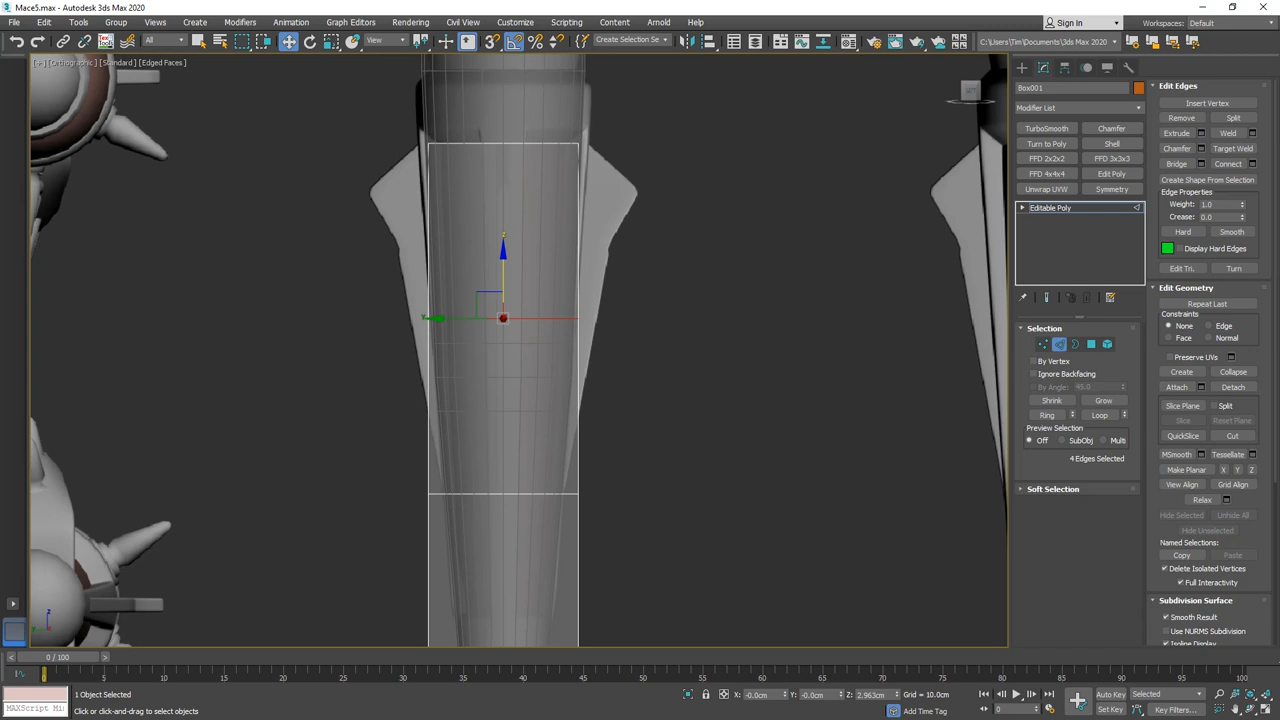 Mace5.max - Autodesk 3ds Max 2020
File Edit Tools Group Views Create Modifiers Animation Graph Editors Rendering Civil View Customize Scripting Content Arnold Help
Sign In Workspaces: Default
All View Create Selection Se C:\Users\Tim\Documents\3ds Max 2020
[+] [Orthographic] [Standard] [Edged Faces]
Box001
Modifier List
TurboSmooth Chamfer
Turn to Poly Shell
FFD 2x2x2 FFD 3x3x3
FFD 4x4x4 Edit Poly
Unwrap UVW Symmetry
Editable Poly
Selection
By Vertex
Ignore Backfacing
By Angle: 45.0
Shrink Grow
Ring Loop
Preview Selection
Off SubObj Multi
4 Edges Selected
Soft Selection
Edit Edges
Insert Vertex
Remove Split
Extrude Weld
Chamfer Target Weld
Bridge Connect
Create Shape From Selection
Edge Properties
Weight: 1.0
Crease: 0.0
Hard Smooth
Display Hard Edges
Edit Tri. Turn
Edit Geometry
Repeat Last
Constraints
None Edge
Face Normal
Preserve UVs
Create Collapse
Attach Detach
Slice Plane Split
Slice Reset Plane
QuickSlice Cut
MSmooth Tessellate
Make Planar X Y Z
View Align Grid Align
Relax
Hide Selected Unhide All
Hide Unselected
Named Selections:
Copy Paste
Delete Isolated Vertices
Full Interactivity
Subdivision Surface
Smooth Result
Use NURMS Subdivision
Isoline Display
z
y
z
y
0 / 100
0 5 10 15 20 25 30 35 40 45 50 55 60 65 70 75 80 85 90 95 100
MAXScript Mi
1 Object Selected
Click or click-and-drag to select objects
X: -0.0cm Y: -0.0cm Z: 2.963cm Grid = 10.0cm
Add Time Tag
0
Auto Key Selected
Set Key Key Filters...